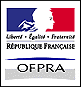 Liberté • Égalité • Fraternité
RÉPUBLIQUE FRANÇAISE
OFPRA